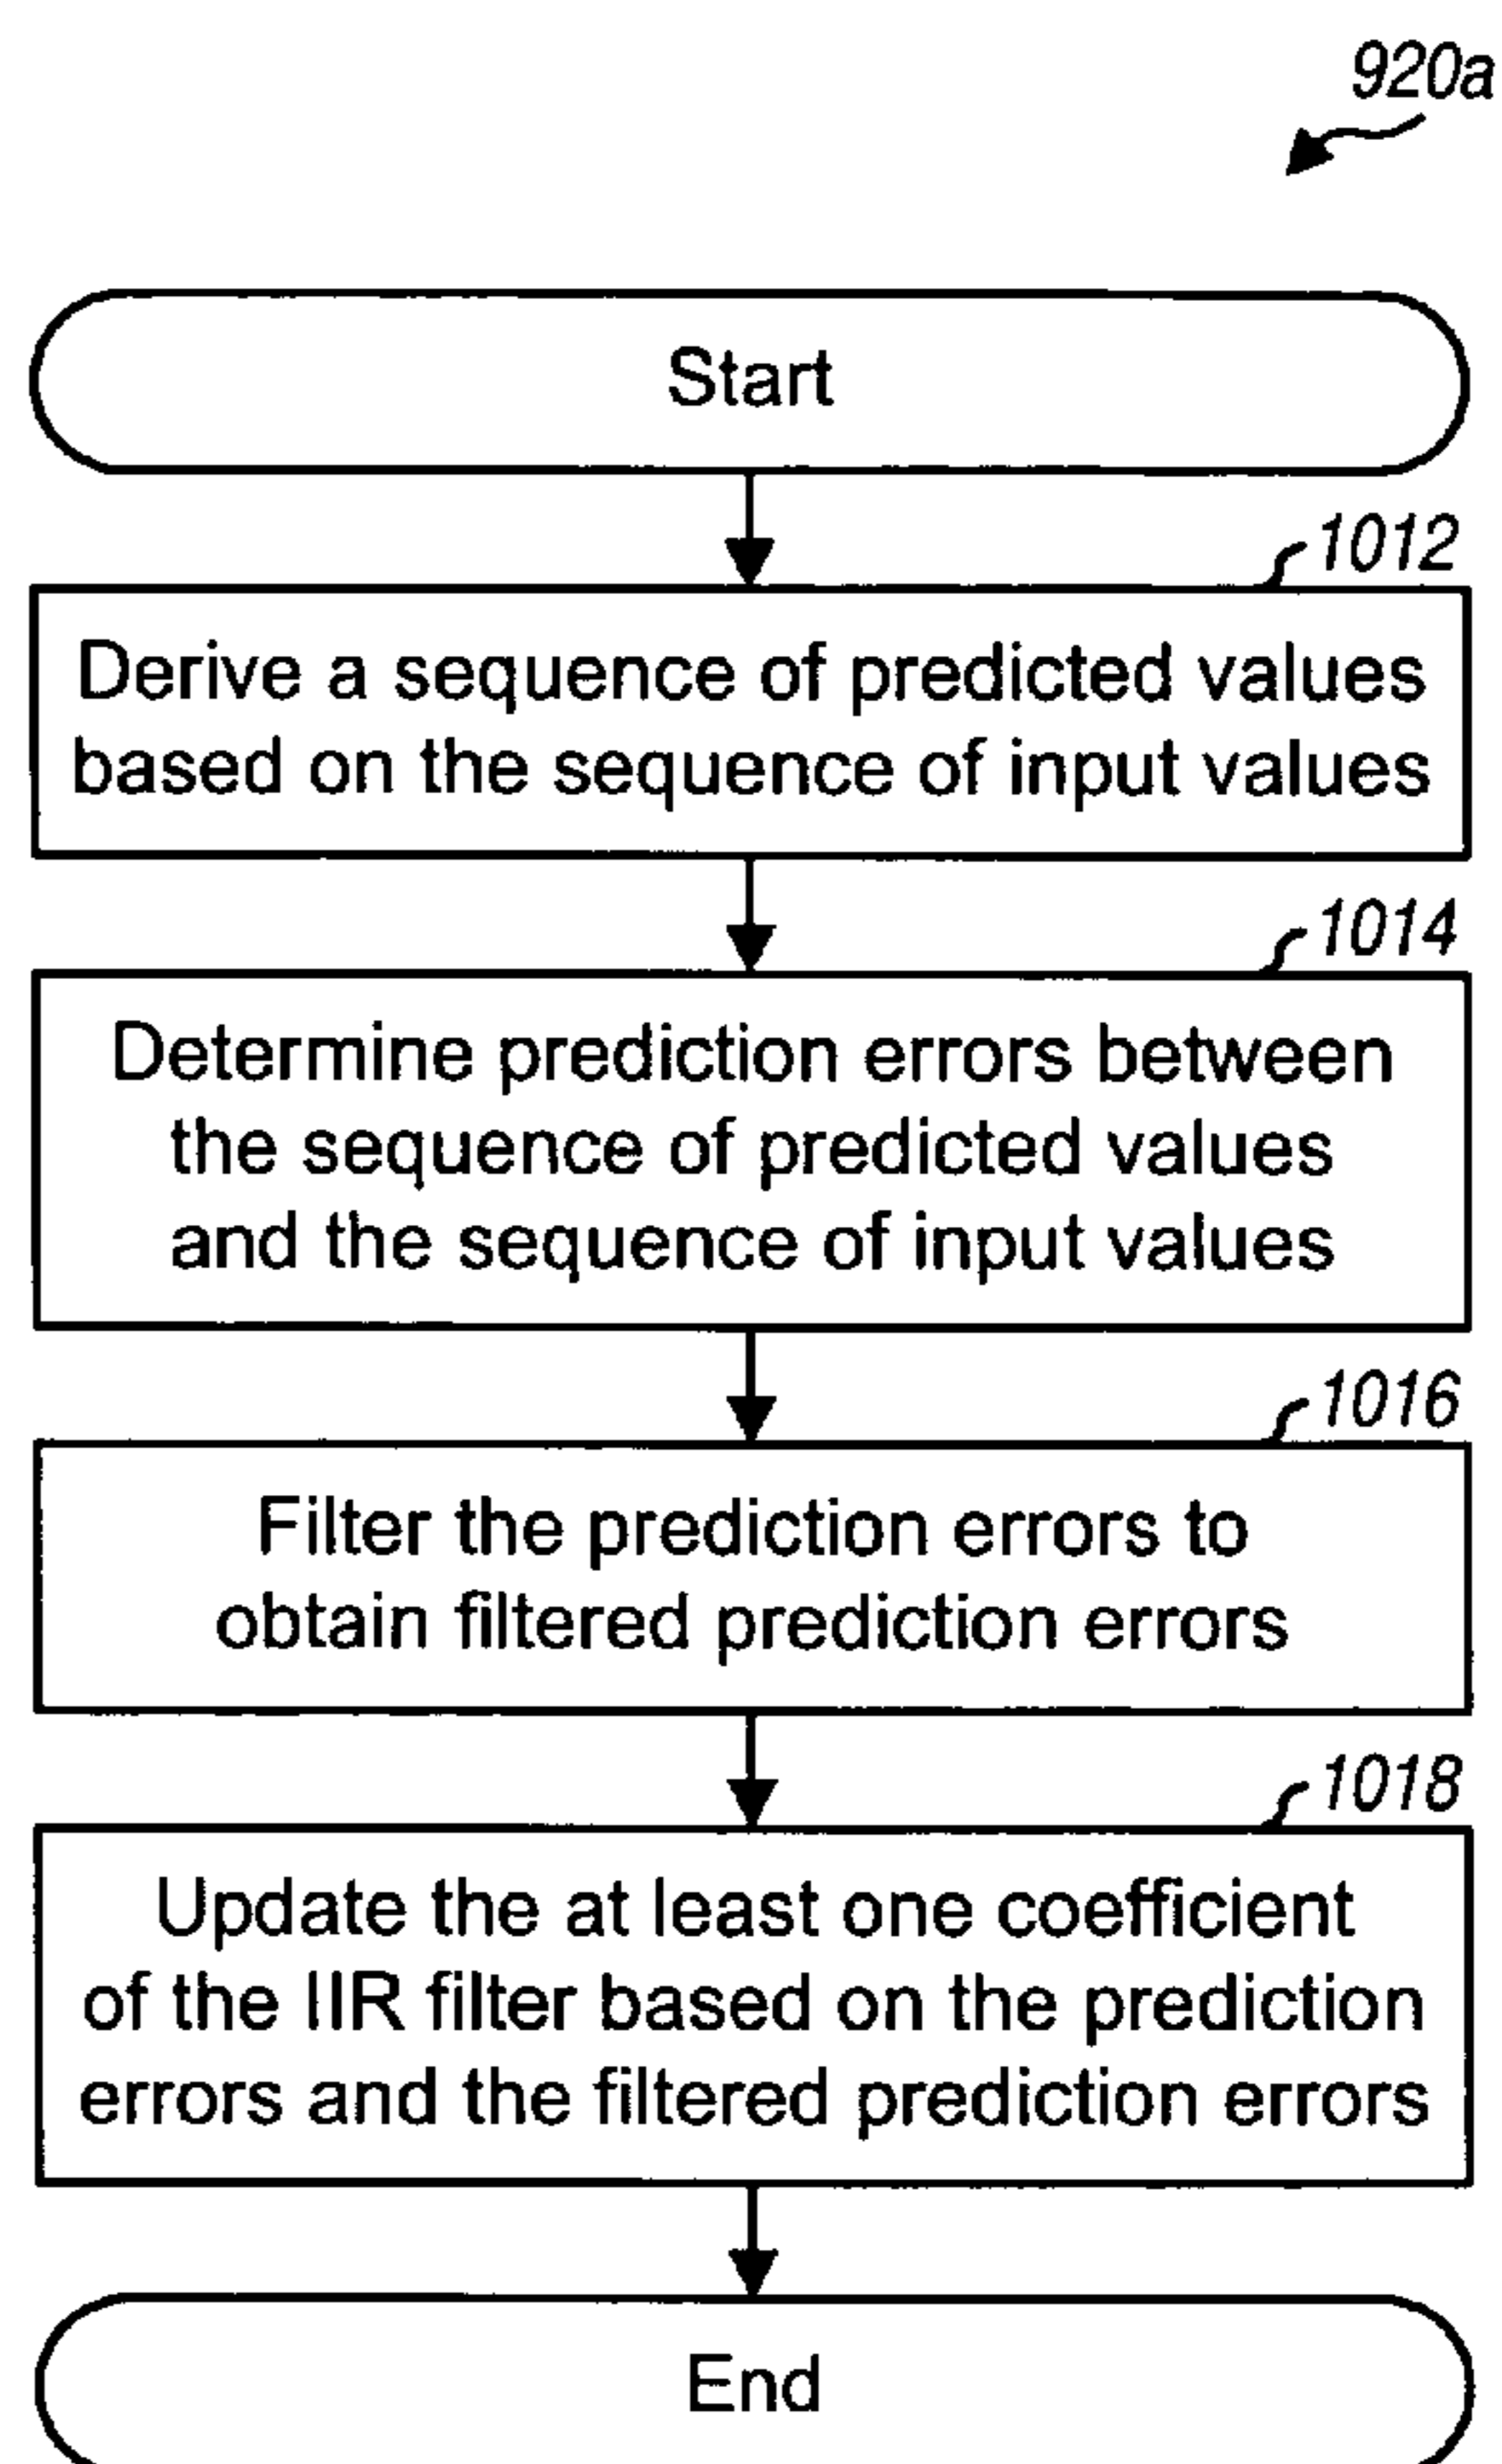 920a
Start
1012
Derive a sequence of predicted values
based on the sequence of input values
1014
Determine prediction errors between
the sequence of predicted values
and the sequence of input values
1016
Filter the prediction errors to
obtain filtered prediction errors
1018
Update the at least one coefficient
of the IIR filter based on the prediction
errors and the filtered prediction errors
End